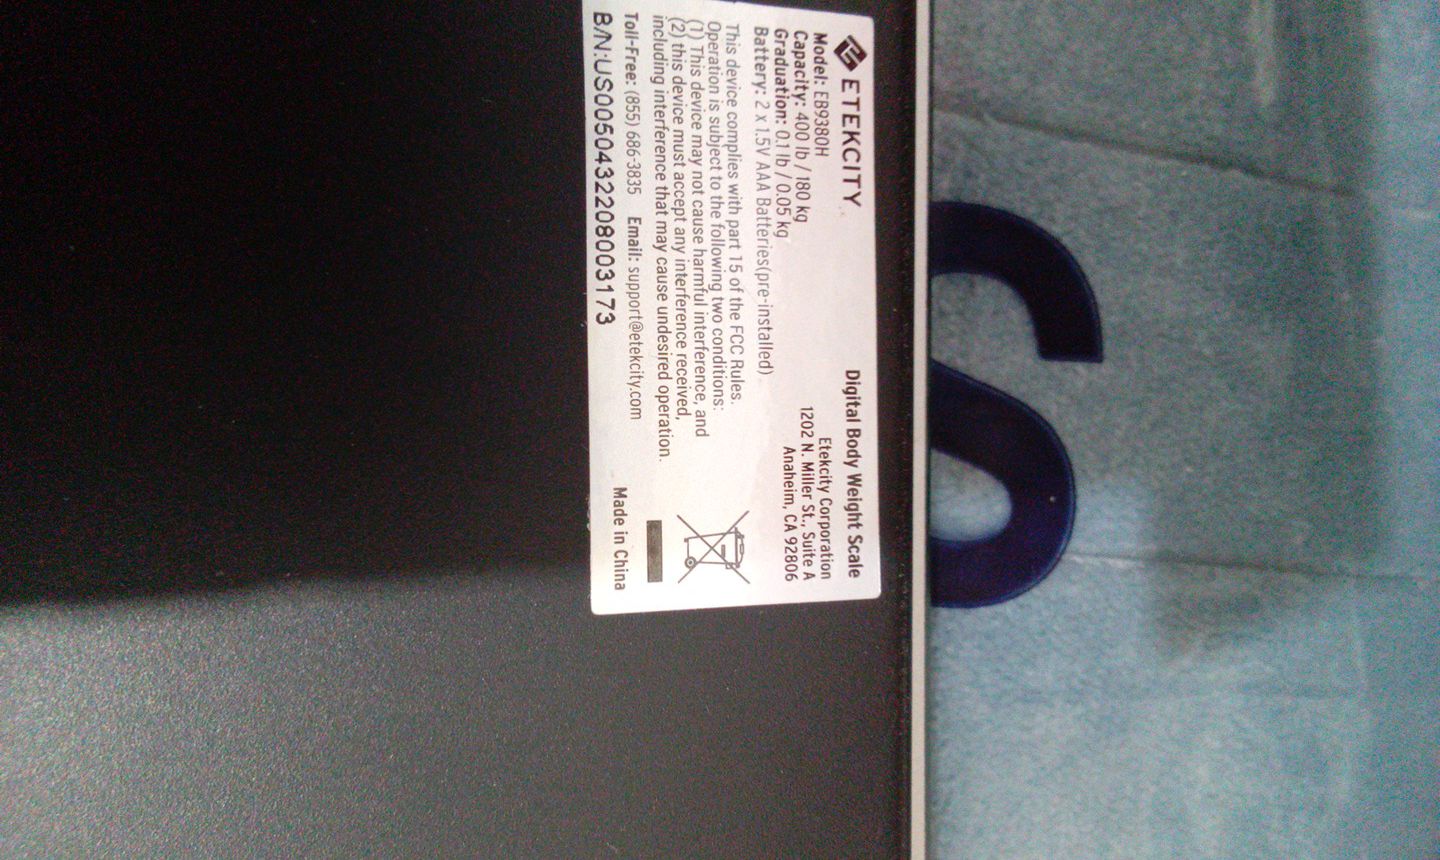 ETEKCITY
Digital Body Weight Scale
Model: EB9380H
Capacity: 400 lb / 180 kg
Graduation: 0.1 lb / 0.05 kg
Battery: 2 x 1.5V AAA Batteries(pre-installed)
Etekcity Corporation
1202 N. Miller St., Suite A
Anaheim, CA 92806
This device complies with part 15 of the FCC Rules.
Operation is subject to the following two conditions:
(1) This device may not cause harmful interference, and
(2) this device must accept any interference received,
including interference that may cause undesired operation.
Toll-Free: (855) 686-3835 Email: support@etekcity.com
B/N:US0050432208003173
Made in China
S